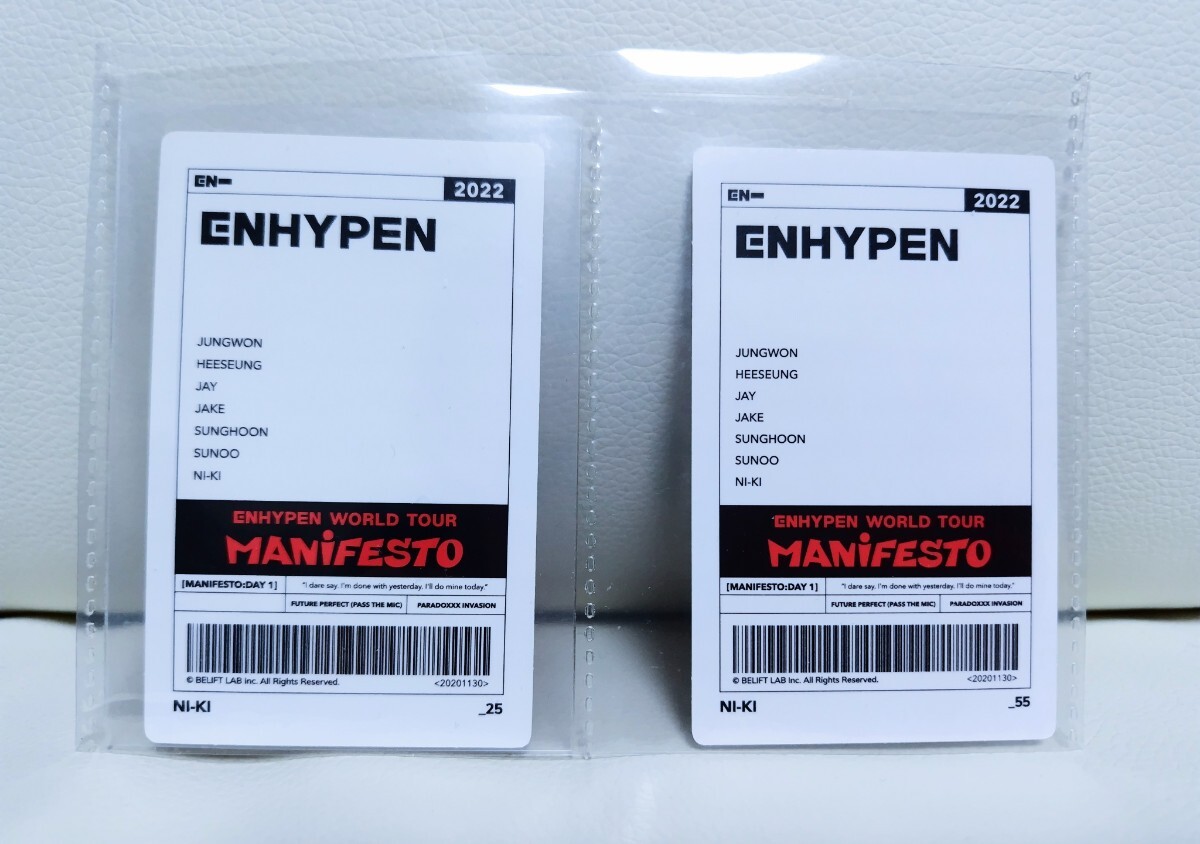 EN-
2022
ENHYPEN
JUNGWON
HEESEUNG
JAY
JAKE
SUNGHOON
SUNOO
NI-KI
ENHYPEN WORLD TOUR
MANiFESTO
[MANIFESTO:DAY 1] "I dare say. I'm done with yesterday. I'll do mine today."
FUTURE PERFECT (PASS THE MIC) PARADOXXX INVASION
© BELIFT LAB Inc. All Rights Reserved. <20201130>
NI-KI _25
EN-
2022
ENHYPEN
JUNGWON
HEESEUNG
JAY
JAKE
SUNGHOON
SUNOO
NI-KI
ENHYPEN WORLD TOUR
MANiFESTO
[MANIFESTO:DAY 1] "I dare say. I'm done with yesterday. I'll do mine today."
FUTURE PERFECT (PASS THE MIC) PARADOXXX INVASION
© BELIFT LAB Inc. All Rights Reserved. <20201130>
NI-KI _55